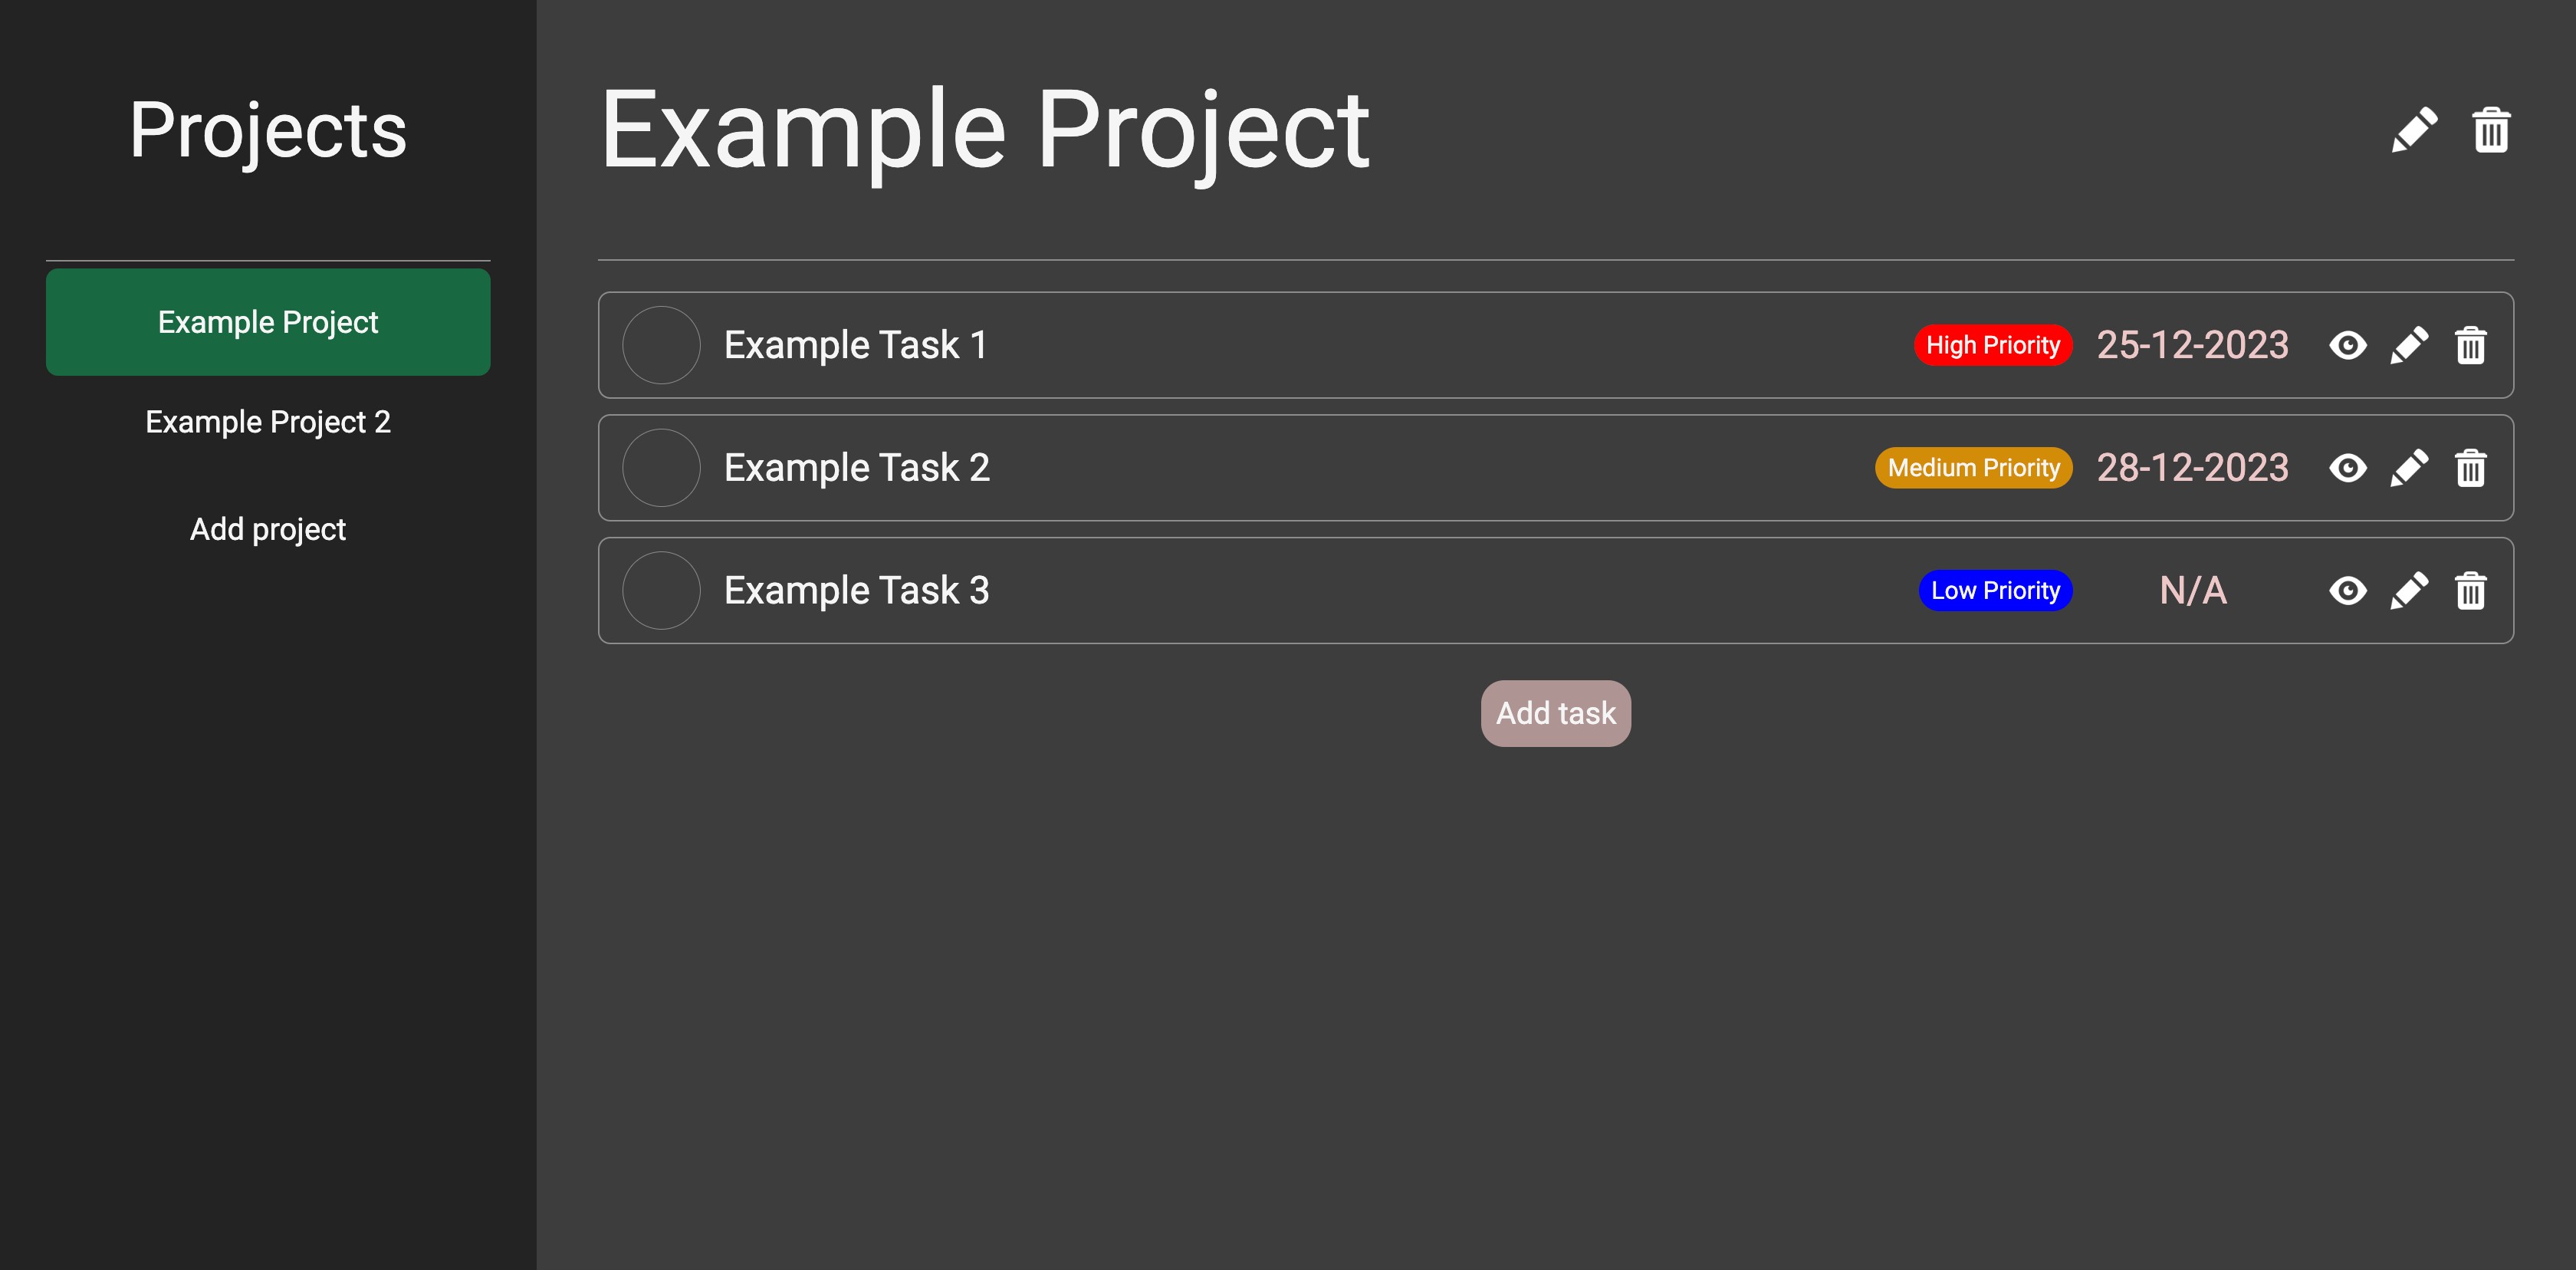 Projects
Example Project
Example Project 2
Add project
Example Project
Example Task 1 High Priority 25-12-2023
Example Task 2 Medium Priority 28-12-2023
Example Task 3 Low Priority N/A
Add task